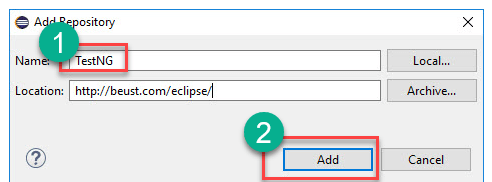 Add Repository
1
Name: TestNG Local...
Location: http://beust.com/eclipse/ Archive...
2
? Add Cancel